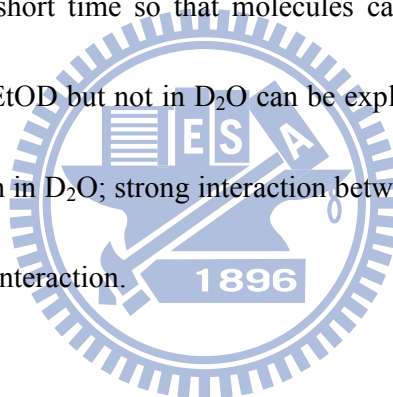 short time so that molecules ca
EtOD but not in D₂O can be expl
n in D₂O; strong interaction betw
interaction.
E S
A
1896